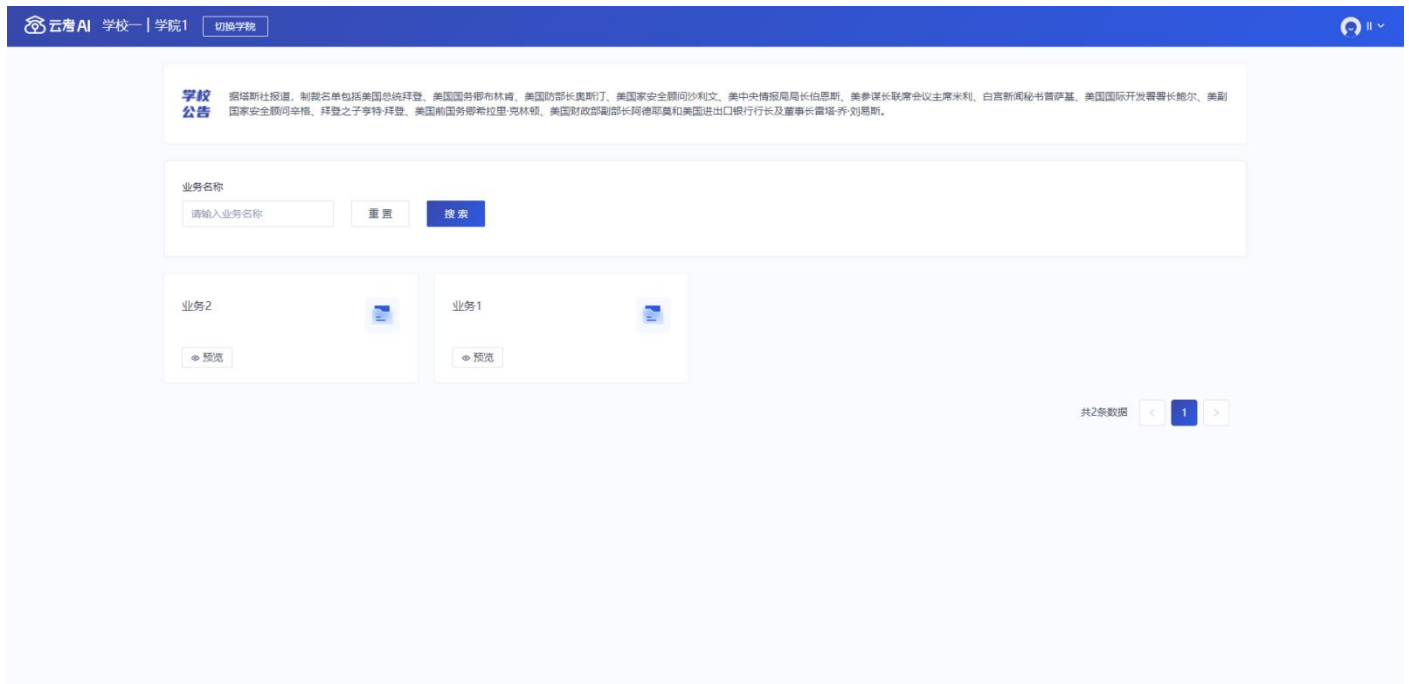 云考AI 学校一 | 学院1 切换学院 ll
学校
公告
据塔斯社报道，制裁名单包括美国总统拜登、美国国务卿布林肯、美国防部长奥斯汀、美国家安全顾问沙利文、美中央情报局局长伯恩斯、美参谋长联席会议主席米利、白宫新闻秘书普萨基、美国国际开发署署长鲍尔、美副
国家安全顾问辛格、拜登之子亨特·拜登、美国前国务卿希拉里·克林顿、美国财政部副部长阿德耶莫和美国进出口银行行长及董事长雷塔·乔·刘易斯。
业务名称
请输入业务名称 重置 搜索
业务2 业务1
预览 预览
共2条数据 < 1 >